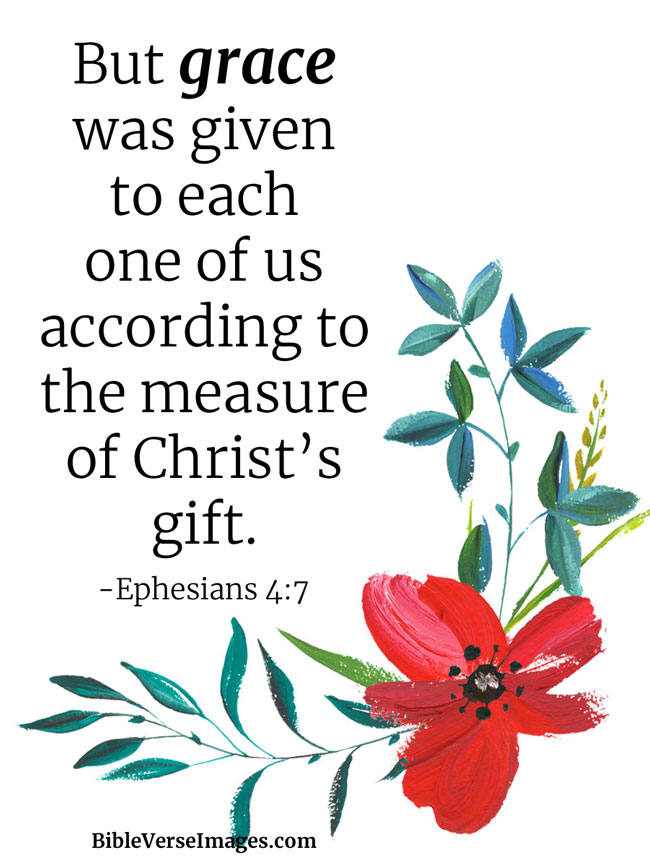 But grace
was given
to each
one of us
according to
the measure
of Christ’s
gift.
-Ephesians 4:7
BibleVerseImages.com